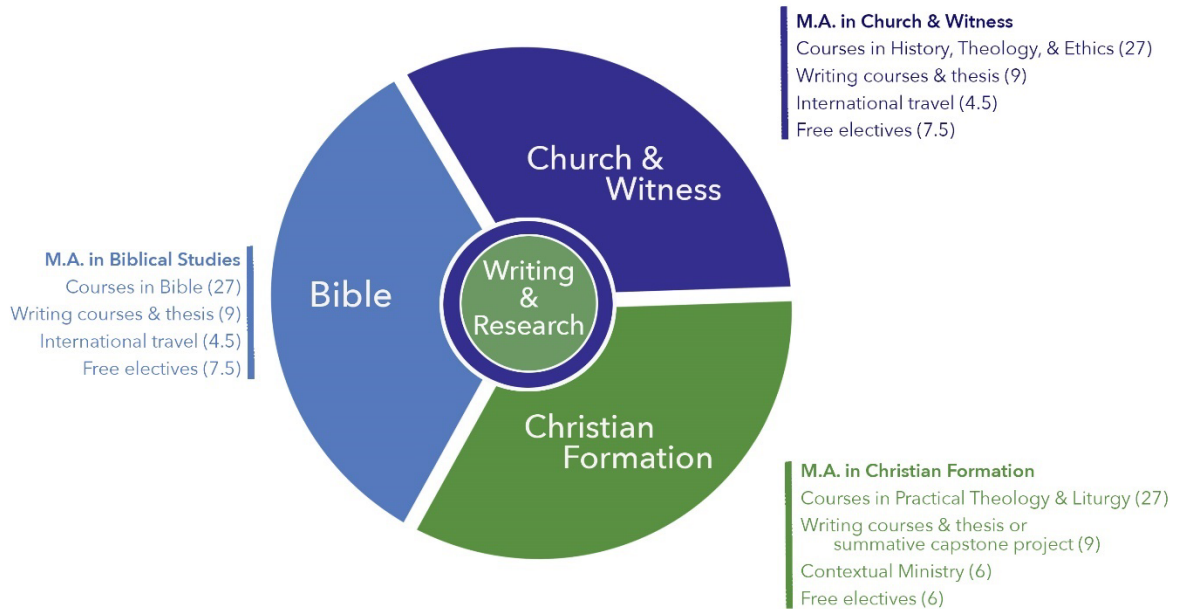 M.A. in Church & Witness
Courses in History, Theology, & Ethics (27)
Writing courses & thesis (9)
International travel (4.5)
Free electives (7.5)
Church &
Witness
M.A. in Biblical Studies
Courses in Bible (27)
Writing courses & thesis (9)
International travel (4.5)
Free electives (7.5)
Bible
Writing
&
Research
Christian
Formation
M.A. in Christian Formation
Courses in Practical Theology & Liturgy (27)
Writing courses & thesis or
summative capstone project (9)
Contextual Ministry (6)
Free electives (6)